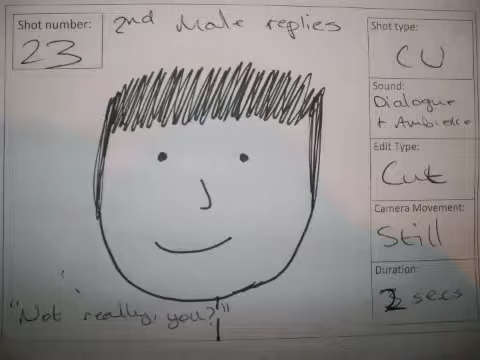 Shot number:
23
2nd Male replies
Shot type:
CU
Sound:
Dialogue
+ Ambience
Edit Type:
Cut
Camera Movement:
Still
Duration:
2 secs
"Not really, you?"